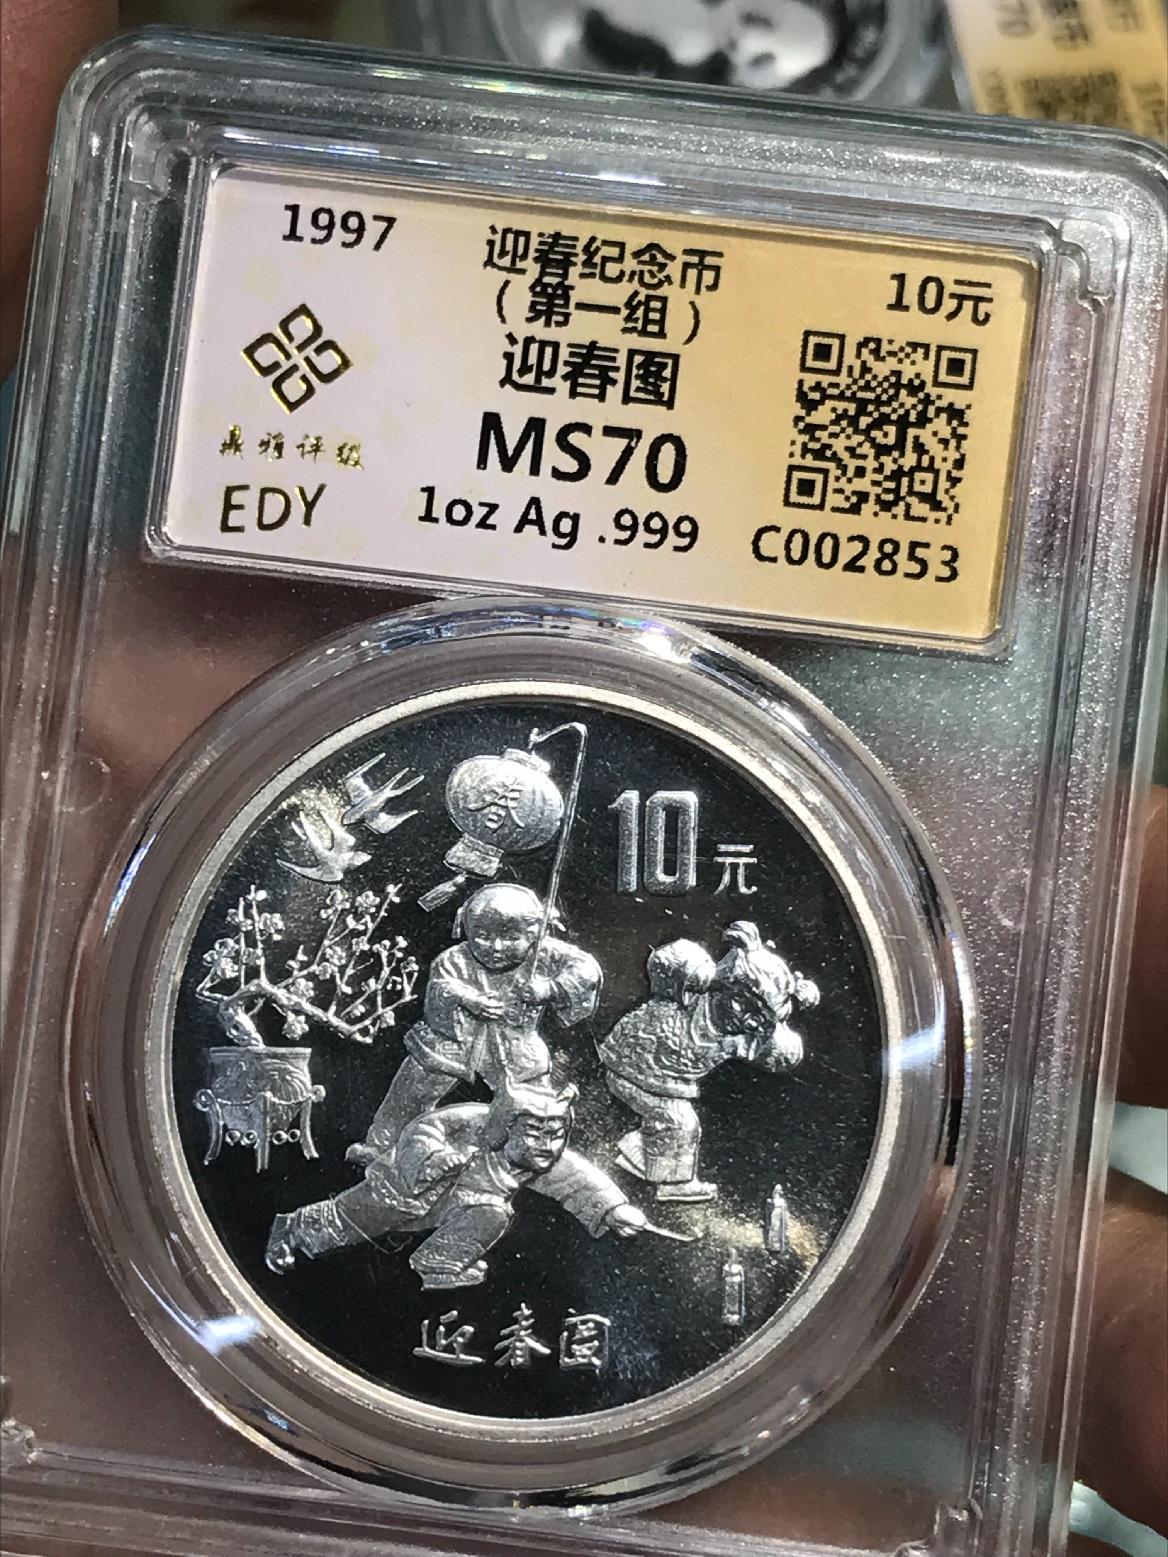 1997
迎春纪念币
（第一组）
迎春图
MS70
1oz Ag .999
10元
C002853
鼎雅评级
EDY
春
10元
迎春图
70